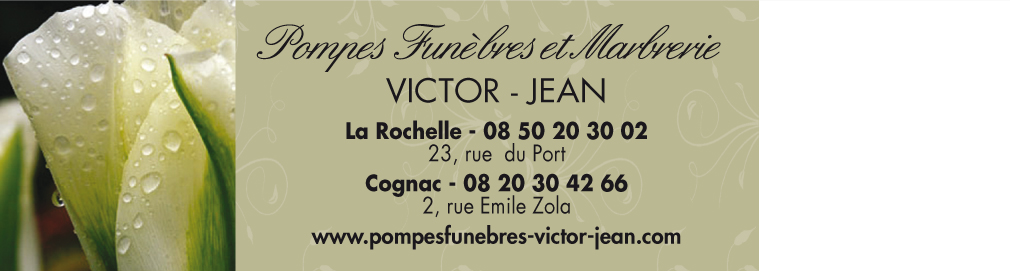 Pompes Funèbres et Marbrerie
VICTOR - JEAN
La Rochelle - 08 50 20 30 02
23, rue du Port
Cognac - 08 20 30 42 66
2, rue Emile Zola
www.pompesfunebres-victor-jean.com